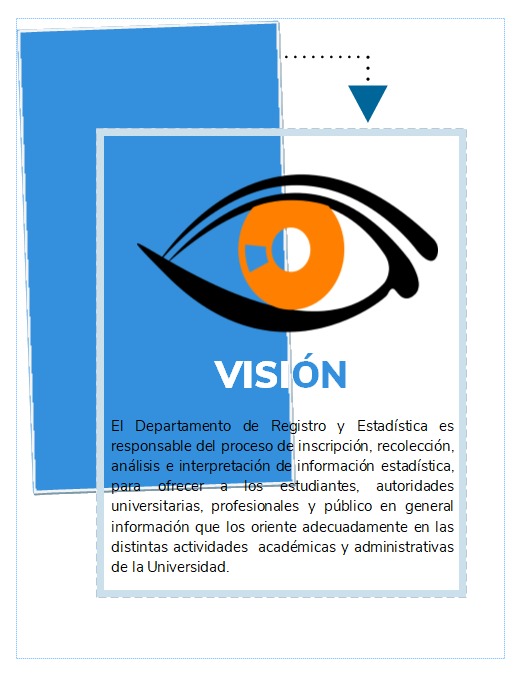 VISIÓN
El Departamento de Registro y Estadística es
responsable del proceso de inscripción, recolección,
análisis e interpretación de información estadística,
para ofrecer a los estudiantes, autoridades
universitarias, profesionales y público en general
información que los oriente adecuadamente en las
distintas actividades académicas y administrativas
de la Universidad.